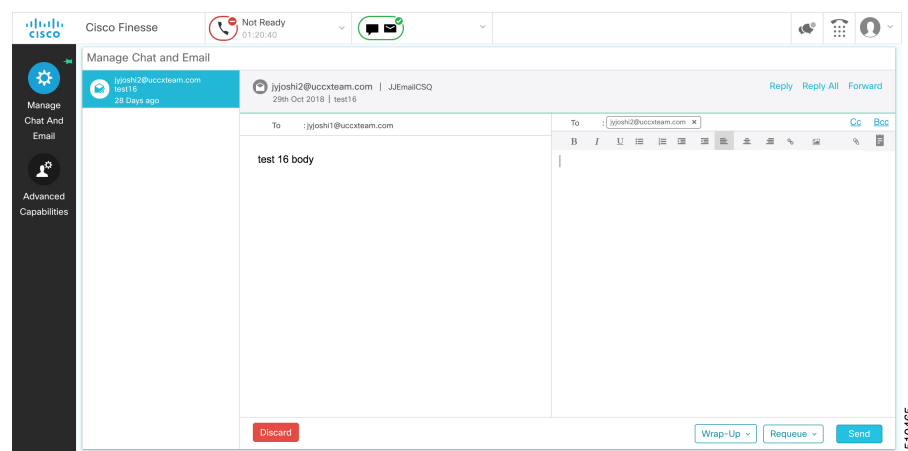 CISCO
Cisco Finesse
Not Ready
01:20:40
Manage Chat and Email
Manage
Chat And
Email
Advanced
Capabilities
jyjoshi2@uccxteam.com
test16
28 Days ago
jyjoshi2@uccxteam.com | JJEmailCSQ
29th Oct 2018 | test16
Reply Reply All Forward
To :jyjoshi1@uccxteam.com
test 16 body
To : jyjoshi2@uccxteam.com × Cc Bcc
B I U
Discard
Wrap-Up Requeue Send